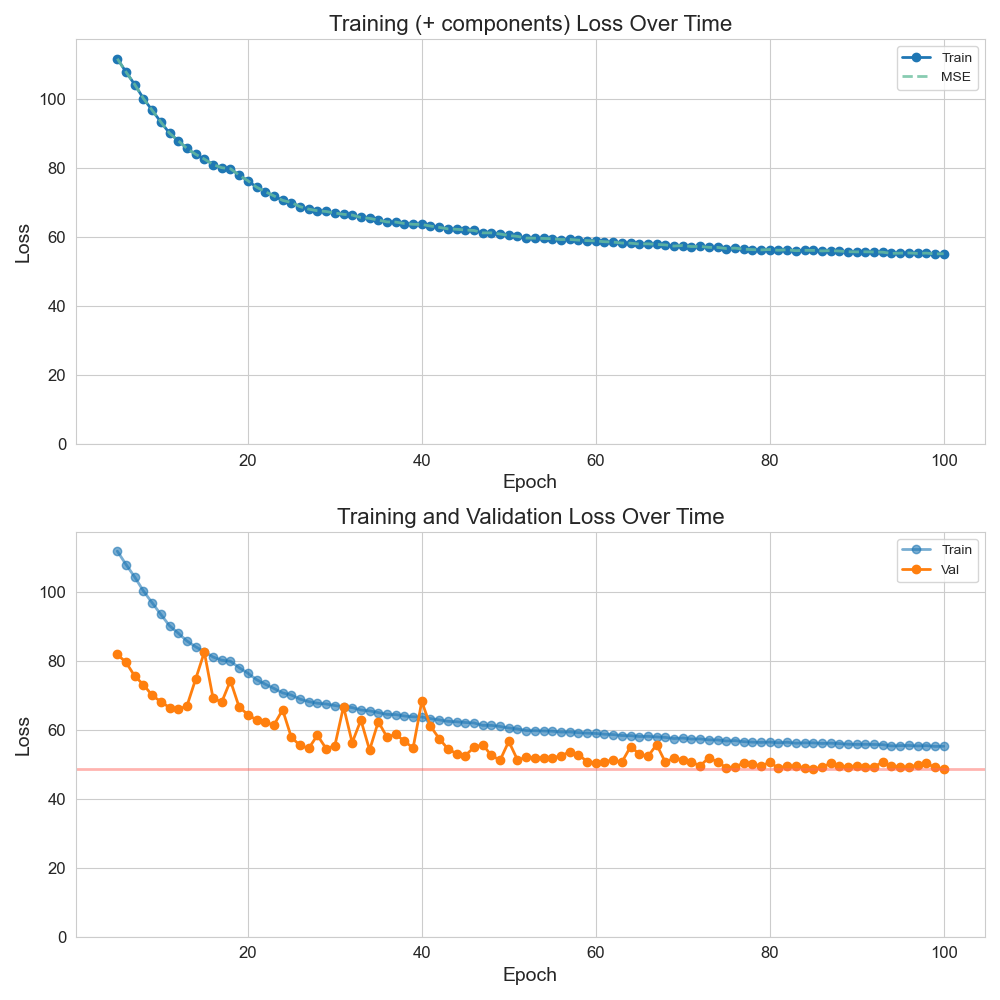 Training (+ components) Loss Over Time
Train
MSE
Loss
100
80
60
40
20
0
20 40 60 80 100
Epoch
Training and Validation Loss Over Time
Train
Val
Loss
100
80
60
40
20
0
20 40 60 80 100
Epoch